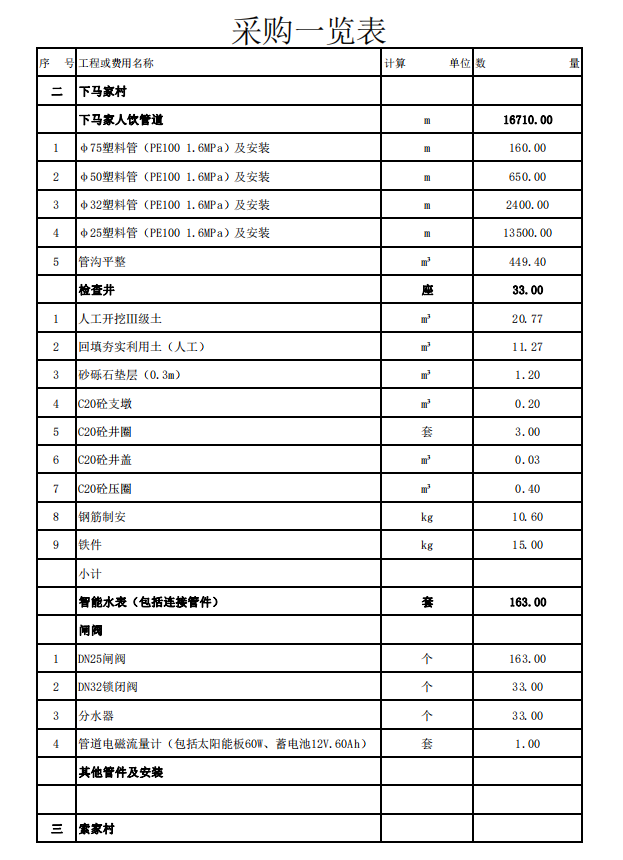 采购一览表
序 号 工程或费用名称 计算 单位 数 量
二 下马家村
下马家人饮管道 m 16710.00
1 φ75塑料管（PE100 1.6MPa）及安装 m 160.00
2 φ50塑料管（PE100 1.6MPa）及安装 m 650.00
3 φ32塑料管（PE100 1.6MPa）及安装 m 2400.00
4 φ25塑料管（PE100 1.6MPa）及安装 m 13500.00
5 管沟平整 m³ 449.40
检查井 座 33.00
1 人工开挖Ⅲ级土 m³ 20.77
2 回填夯实利用土（人工） m³ 11.27
3 砂砾石垫层（0.3m） m³ 1.20
4 C20砼支墩 m³ 0.20
5 C20砼井圈 套 3.00
6 C20砼井盖 m³ 0.03
7 C20砼压圈 m³ 0.40
8 钢筋制安 kg 10.60
9 铁件 kg 15.00
小计
智能水表（包括连接管件） 套 163.00
闸阀
1 DN25闸阀 个 163.00
2 DN32锁闭阀 个 33.00
3 分水器 个 33.00
4 管道电磁流量计（包括太阳能板60W、蓄电池12V.60Ah） 套 1.00
其他管件及安装
三 索家村